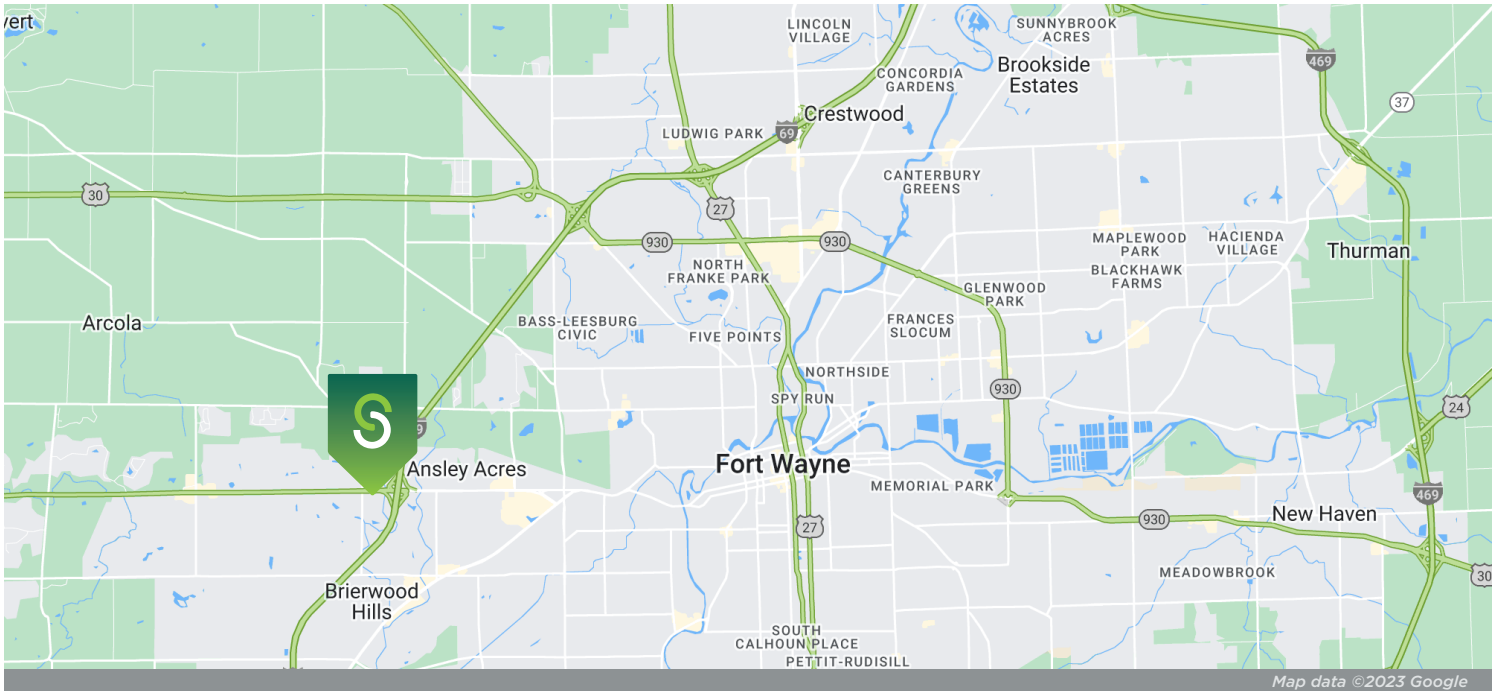 LINCOLN
VILLAGE
SUNNYBROOK
ACRES
Brookside
Estates
469
CONCORDIA
GARDENS
37
Crestwood
LUDWIG PARK
69
CANTERBURY
GREENS
30
27
930
930
MAPLEWOOD
PARK
HACIENDA
VILLAGE
Thurman
NORTH
FRANKE PARK
BLACKHAWK
FARMS
GLENWOOD
PARK
Arcola
BASS-LEESBURG
CIVIC
FIVE POINTS
FRANCES
SLOCUM
NORTHSIDE
930
SPY RUN
24
Ansley Acres
Fort Wayne
MEMORIAL PARK
469
New Haven
930
27
MEADOWBROOK
30
Brierwood
Hills
SOUTH
CALHOUN PLACE
PETTIT-RUDISILL
Map data ©2023 Google